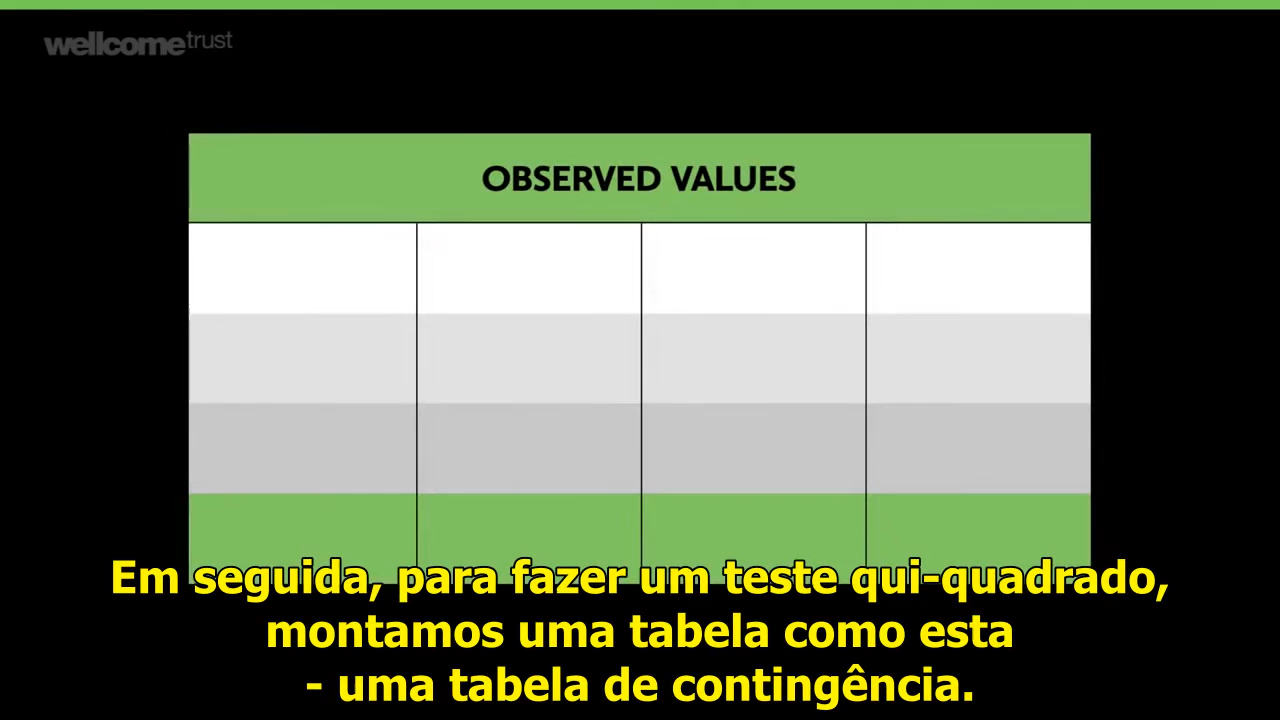 wellcometrust
OBSERVED VALUES
Em seguida, para fazer um teste qui-quadrado,
montamos uma tabela como esta
- uma tabela de contingência.